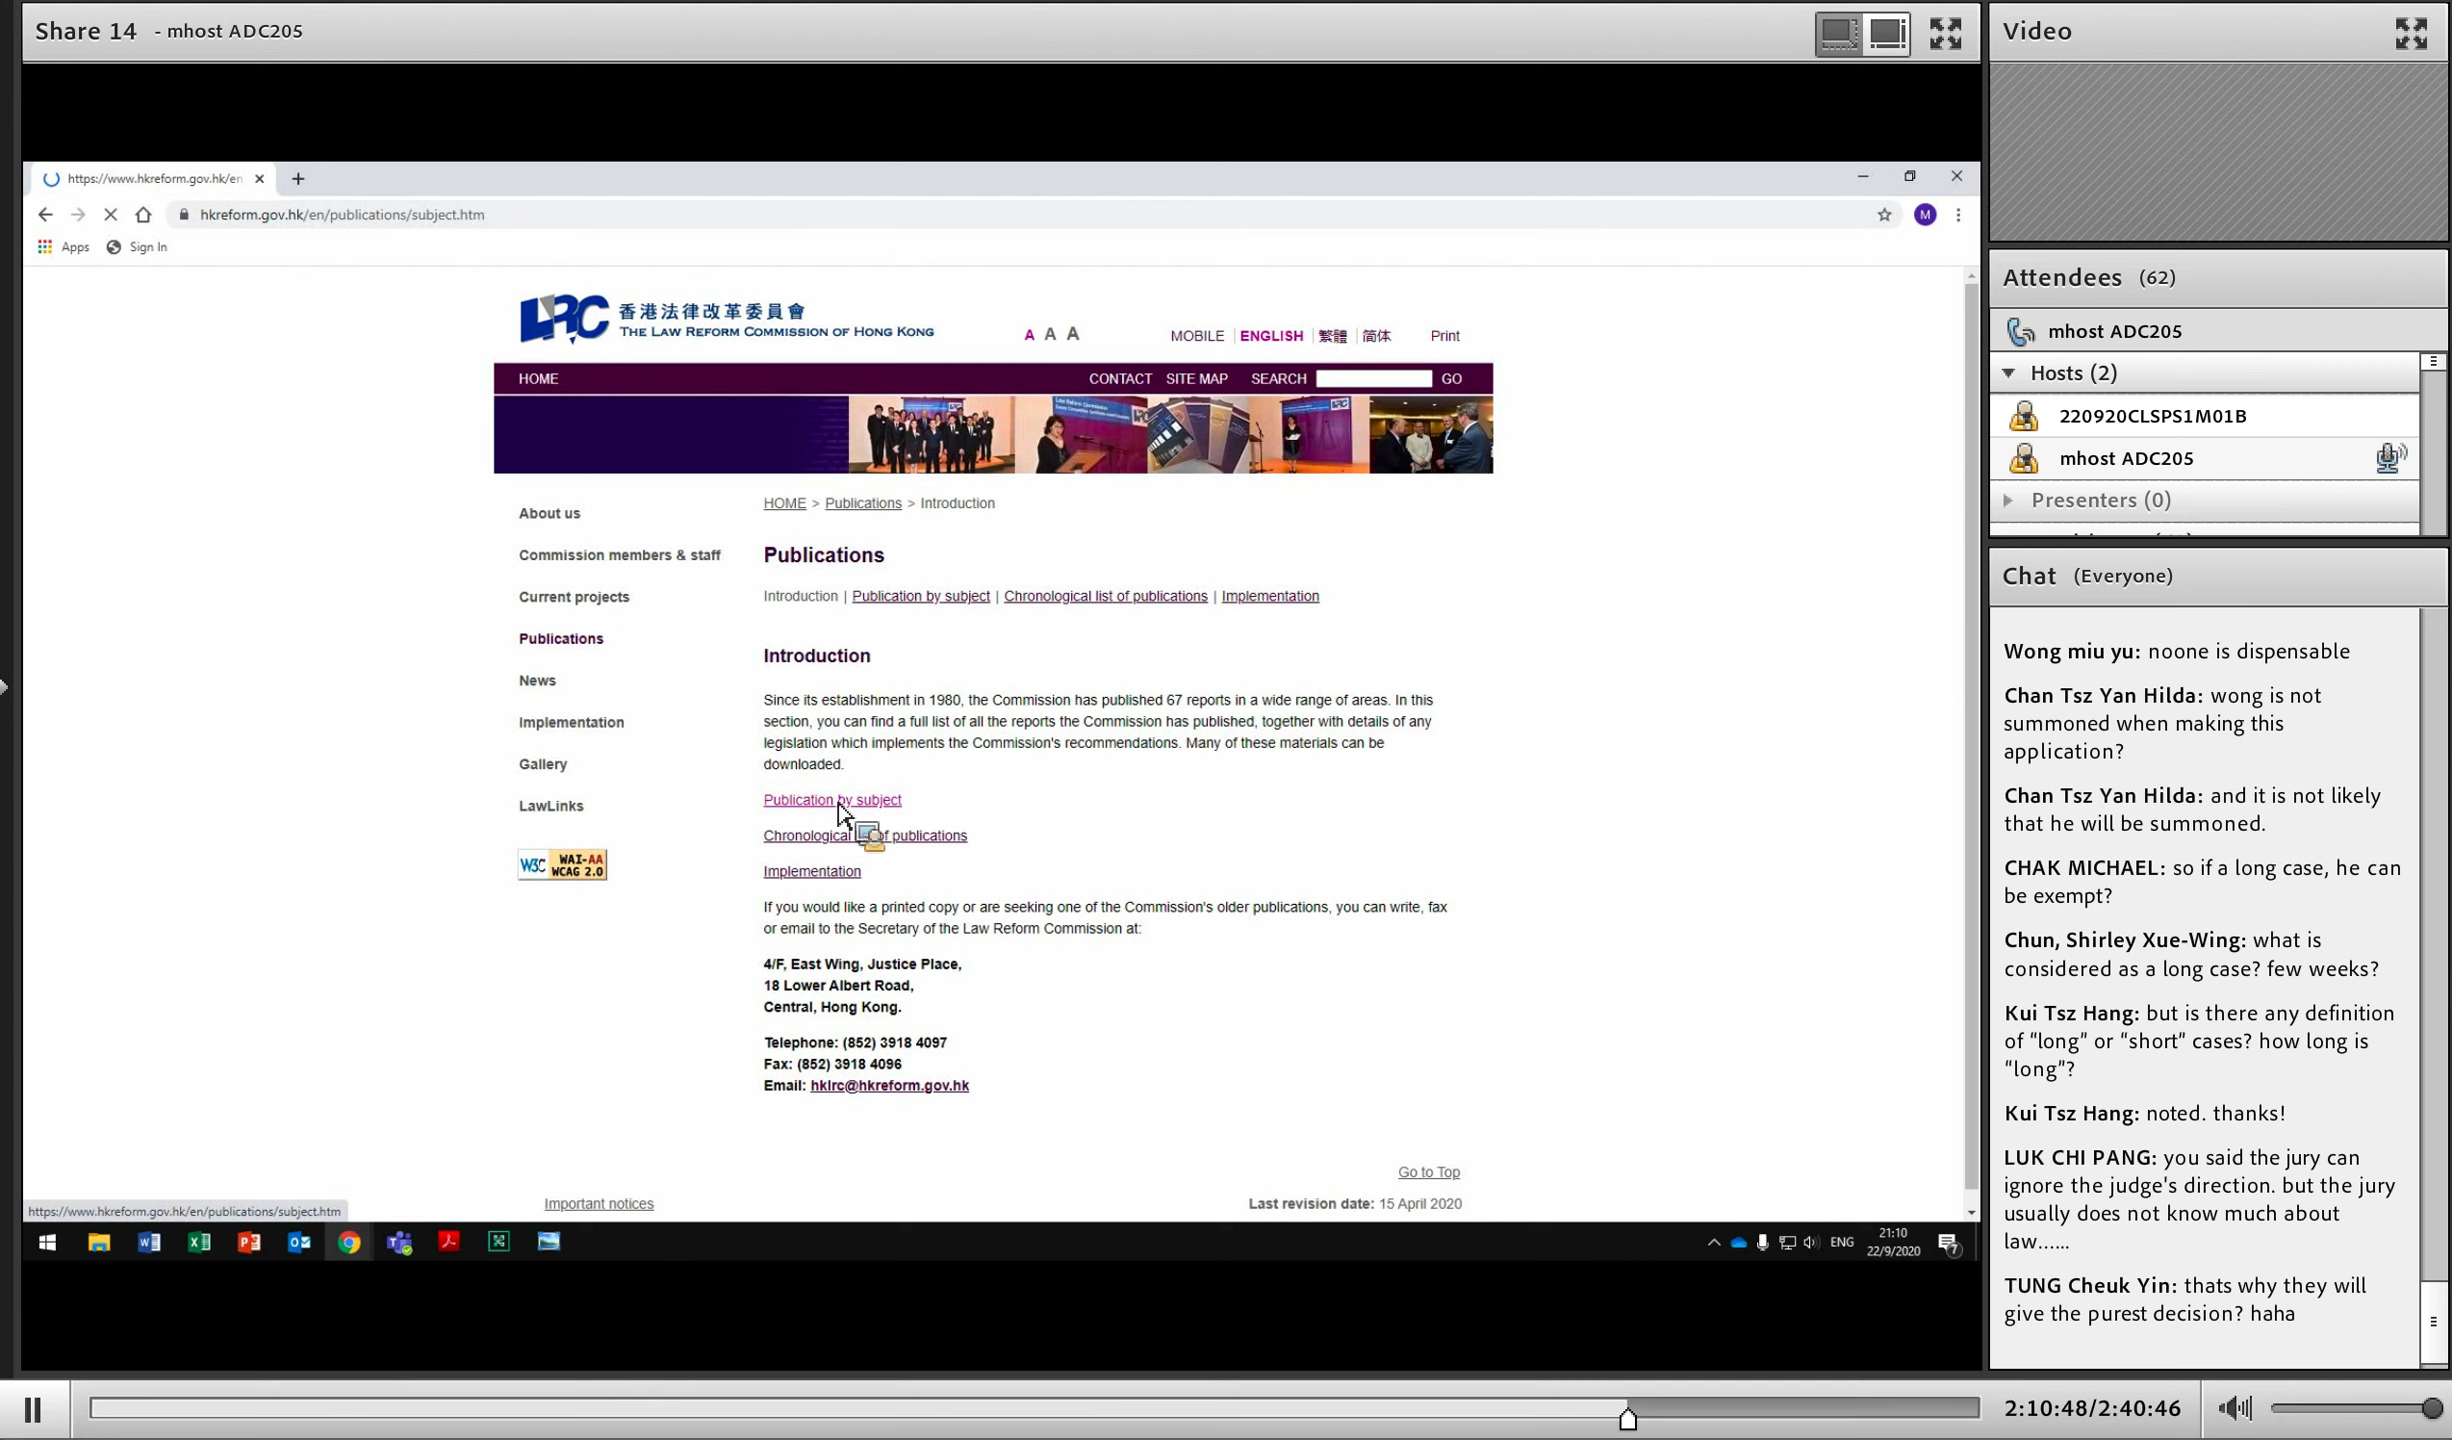 Share 14 - mhost ADC205
https://www.hkreform.gov.hk/en
hkreform.gov.hk/en/publications/subject.htm
M
Apps Sign In
LRC 香港法律改革委員會
THE LAW REFORM COMMISSION OF HONG KONG
A A A
MOBILE ENGLISH 繁體 简体 Print
HOME CONTACT SITE MAP SEARCH GO
About us
Commission members & staff
Current projects
Publications
News
Implementation
Gallery
LawLinks
W3C WAI-AA
WCAG 2.0
HOME > Publications > Introduction
Publications
Introduction | Publication by subject | Chronological list of publications | Implementation
Introduction
Since its establishment in 1980, the Commission has published 67 reports in a wide range of areas. In this
section, you can find a full list of all the reports the Commission has published, together with details of any
legislation which implements the Commission's recommendations. Many of these materials can be
downloaded.
Publication by subject
Chronological of publications
Implementation
If you would like a printed copy or are seeking one of the Commission's older publications, you can write, fax
or email to the Secretary of the Law Reform Commission at:
4/F, East Wing, Justice Place,
18 Lower Albert Road,
Central, Hong Kong.
Telephone: (852) 3918 4097
Fax: (852) 3918 4096
Email: hklrc@hkreform.gov.hk
Go to Top
Important notices
Last revision date: 15 April 2020
https://www.hkreform.gov.hk/en/publications/subject.htm
ENG
21:10
22/9/2020
7
Video
Attendees (62)
mhost ADC205
Hosts (2)
220920CLSPS1M01B
mhost ADC205
Presenters (0)
Chat (Everyone)
Wong miu yu: noone is dispensable
Chan Tsz Yan Hilda: wong is not
summoned when making this
application?
Chan Tsz Yan Hilda: and it is not likely
that he will be summoned.
CHAK MICHAEL: so if a long case, he can
be exempt?
Chun, Shirley Xue-Wing: what is
considered as a long case? few weeks?
Kui Tsz Hang: but is there any definition
of “long” or “short” cases? how long is
“long”?
Kui Tsz Hang: noted. thanks!
LUK CHI PANG: you said the jury can
ignore the judge's direction. but the jury
usually does not know much about
law......
TUNG Cheuk Yin: thats why they will
give the purest decision? haha
2:10:48/2:40:46